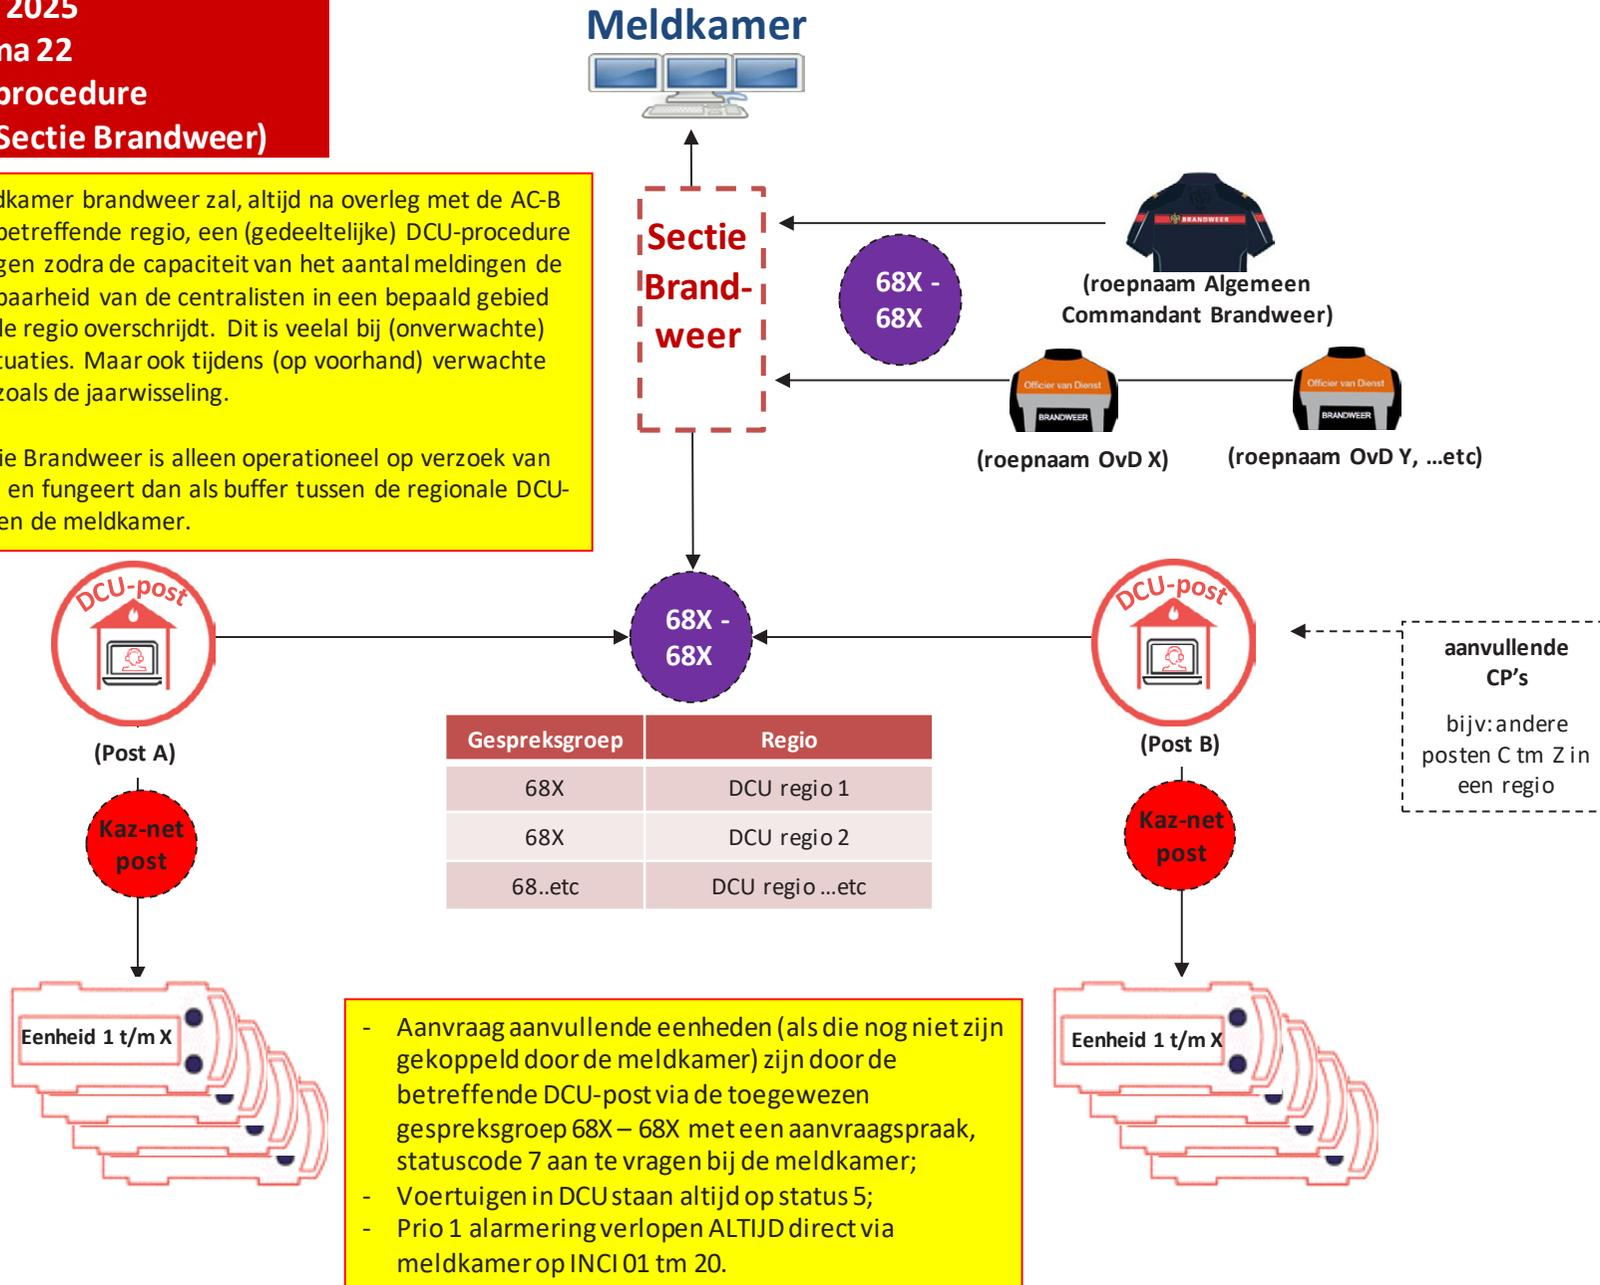 2025
22
procedure
Sectie Brandweer)
Meldkamer
kamer brandweer zal, altijd na overleg met de AC-B
betreffende regio, een (gedeeltelijke) DCU-procedure
zodra de capaciteit van het aantal meldingen de
van de centralisten in een bepaald gebied
regio overschrijdt. Dit is veelal bij (onverwachte)
Maar ook tijdens (op voorhand) verwachte
zoals de jaarwisseling.
Brandweer is alleen operationeel op verzoek van
en fungeert dan als buffer tussen de regionale DCU-
en de meldkamer.
Sectie
Brand-
weer
68X -
68X
BRANDWEER
(roepnaam Algemeen
Commandant Brandweer)
Officier van Dienst
BRANDWEER
Officier van Dienst
BRANDWEER
(roepnaam OvD X)
(roepnaam OvD Y, ...etc)
DCU-post
(Post A)
68X -
68X
DCU-post
(Post B)
aanvullende
CP's
bijv: andere
posten C tm Z in
een regio
Gespreksgroep Regio
68X DCU regio 1
68X DCU regio 2
68..etc DCU regio ...etc
Kaz-net
post
Kaz-net
post
Eenheid 1 t/m X
Eenheid 1 t/m X
- Aanvraag aanvullende eenheden (als die nog niet zijn
gekoppeld door de meldkamer) zijn door de
betreffende DCU-post via de toegewezen
gespreksgroep 68X – 68X met een aanvraagspraak,
statuscode 7 aan te vragen bij de meldkamer;
- Voertuigen in DCU staan altijd op status 5;
- Prio 1 alarmering verlopen ALTIJD direct via
meldkamer op INCI 01 tm 20.